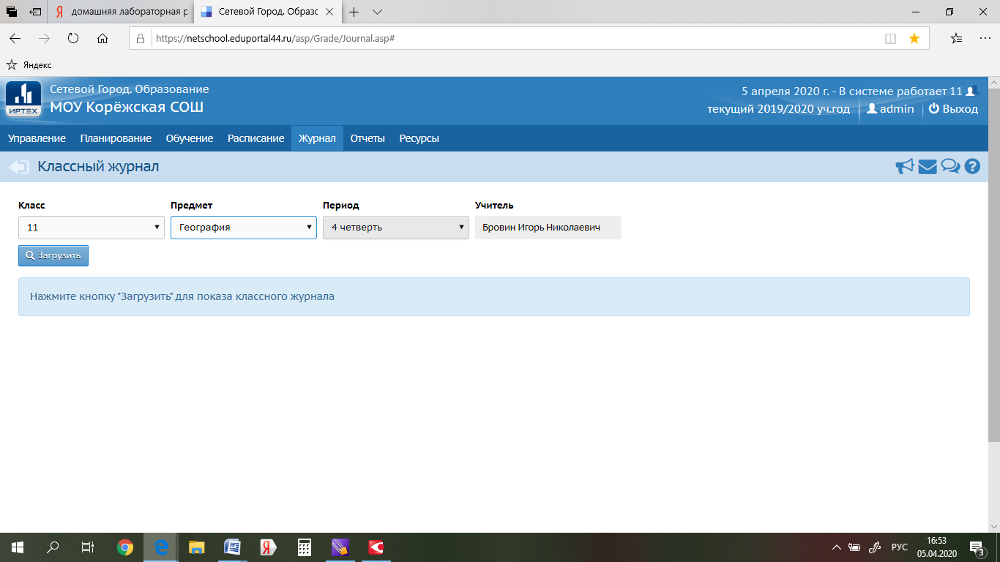 домашняя лабораторная р
Сетевой Город. Образо
https://netschool.eduportal44.ru/asp/Grade/Journal.asp#
Яндекс
ИРТЕХ
Сетевой Город. Образование
МОУ Корёжская СОШ
5 апреля 2020 г. - В системе работает 11
текущий 2019/2020 уч.год
admin
Выход
Управление Планирование Обучение Расписание Журнал Отчеты Ресурсы
Классный журнал
Класс Предмет Период Учитель
11 География 4 четверть Бровин Игорь Николаевич
Загрузить
Нажмите кнопку "Загрузить" для показа классного журнала
РУС
16:53
05.04.2020
3